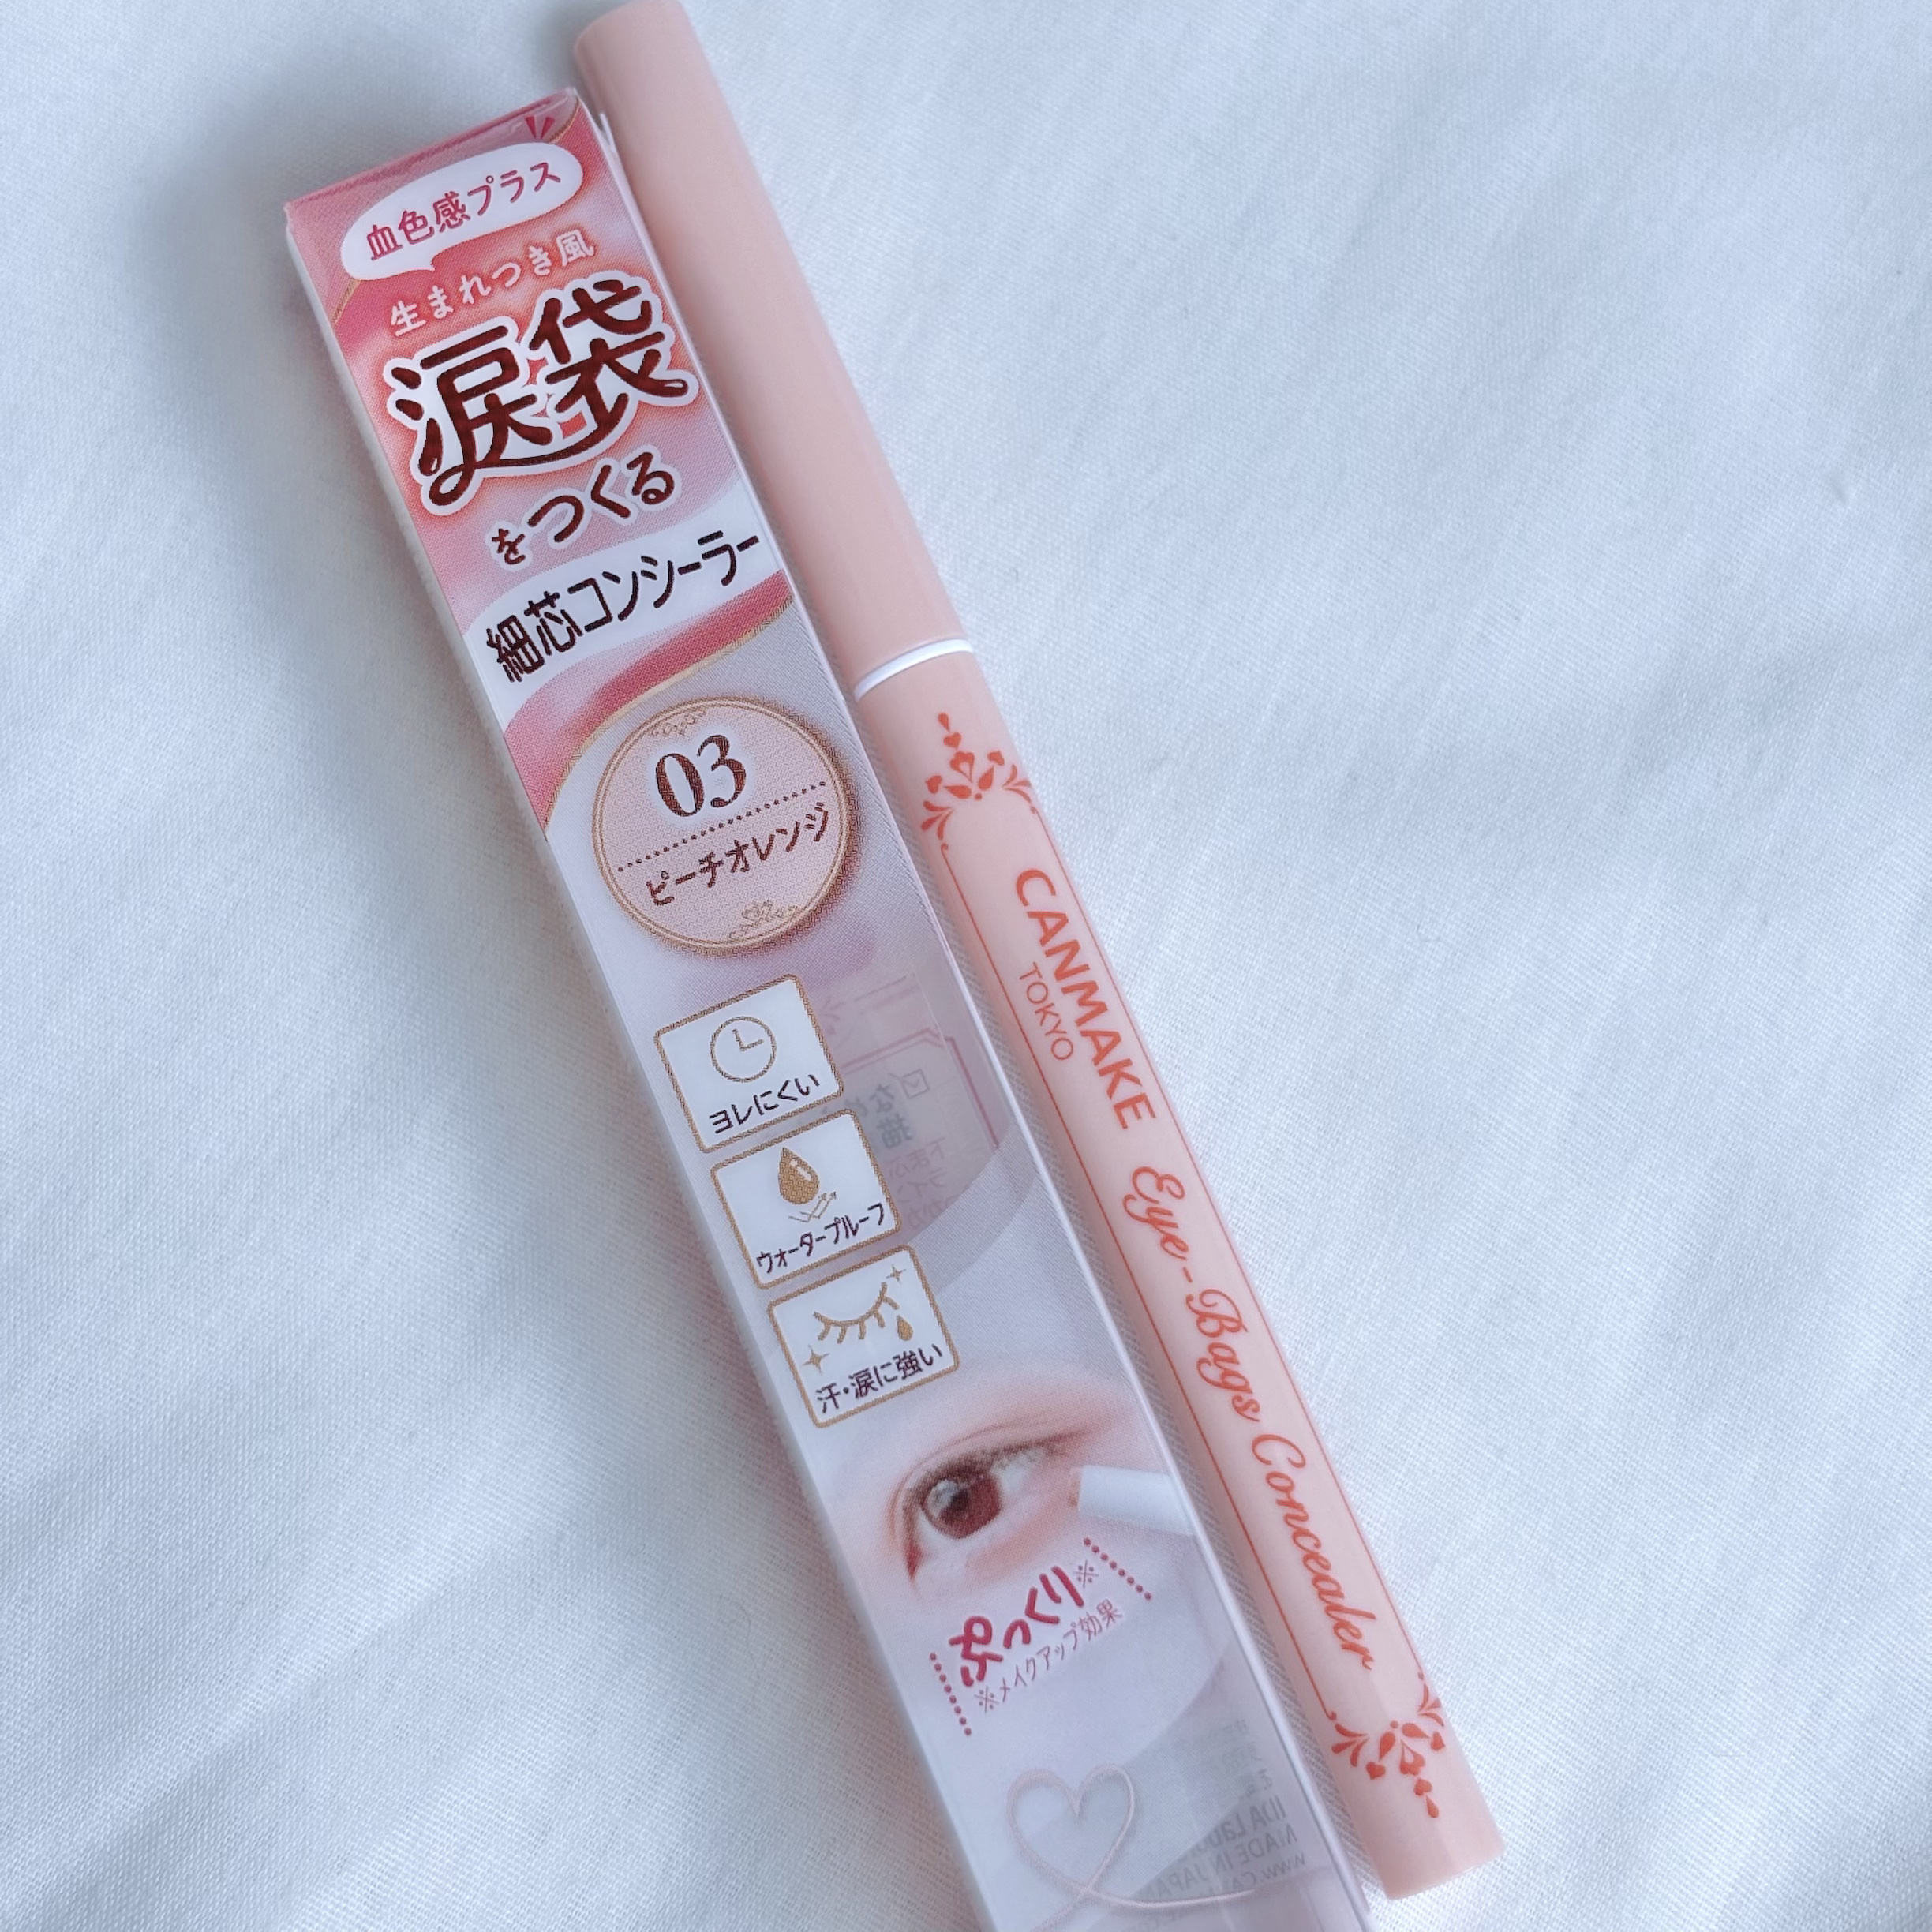 血色感プラス
生まれつき風
涙袋
をつくる
細芯コンシーラー
03
ピーチオレンジ
ヨレにくい
ウォータープルーフ
汗・涙に強い
ぷっくり※
※メイクアップ効果
CANMAKE
TOKYO
Eye-Bags Concealer